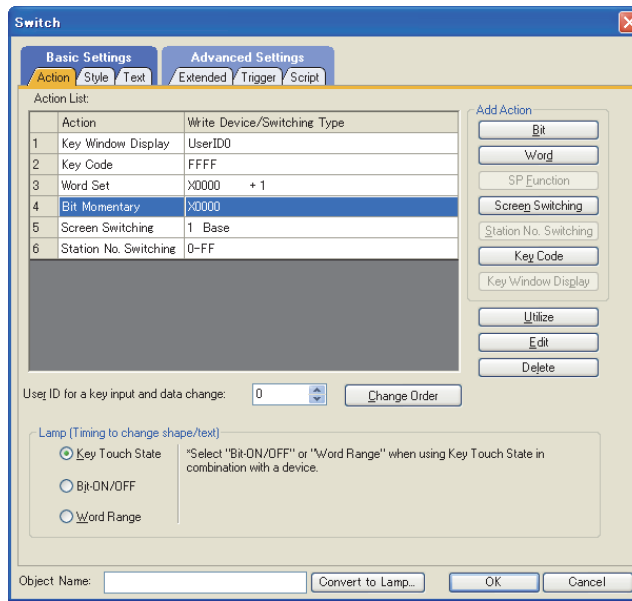 Switch
Basic Settings Advanced Settings
Action Style Text Extended Trigger Script
Action List:
Action Write Device/Switching Type
1 Key Window Display UserID0
2 Key Code FFFF
3 Word Set X0000 + 1
4 Bit Momentary X0000
5 Screen Switching 1 Base
6 Station No. Switching 0-FF
Add Action
Bit
Word
SP Function
Screen Switching
Station No. Switching
Key Code
Key Window Display
Utilize
Edit
Delete
User ID for a key input and data change: 0 Change Order
Lamp (Timing to change shape/text)
Key Touch State
Bit-ON/OFF
Word Range
*Select "Bit-ON/OFF" or "Word Range" when using Key Touch State in
combination with a device.
Object Name: Convert to Lamp... OK Cancel